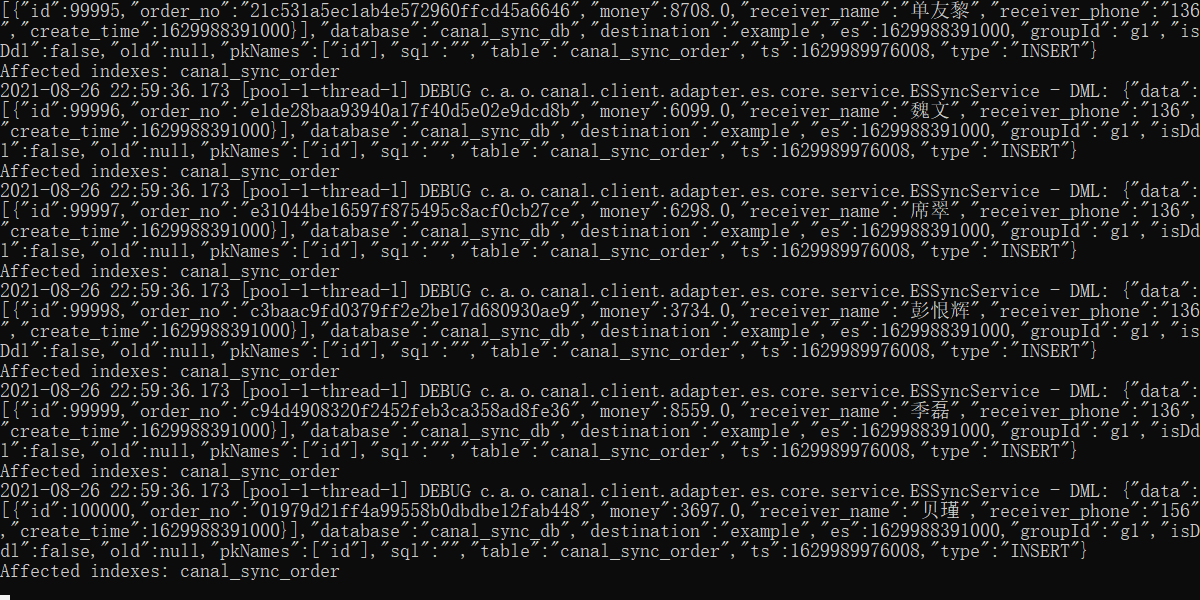 [{"id":99995,"order_no":"21c531a5ec1ab4e572960ffcd45a6646","money":8708.0,"receiver_name":"单友黎","receiver_phone":"136
","create_time":1629988391000}],"database":"canal_sync_db","destination":"example","es":1629988391000,"groupId":"g1","is
Ddl":false,"old":null,"pkNames":["id"],"sql":"","table":"canal_sync_order","ts":1629989976008,"type":"INSERT"}
Affected indexes: canal_sync_order
2021-08-26 22:59:36.173 [pool-1-thread-1] DEBUG c.a.o.canal.client.adapter.es.core.service.ESSyncService - DML: {"data":
[{"id":99996,"order_no":"e1de28baa93940a17f40d5e02e9dcd8b","money":6099.0,"receiver_name":"魏文","receiver_phone":"136",
"create_time":1629988391000}],"database":"canal_sync_db","destination":"example","es":1629988391000,"groupId":"g1","isDd
l":false,"old":null,"pkNames":["id"],"sql":"","table":"canal_sync_order","ts":1629989976008,"type":"INSERT"}
Affected indexes: canal_sync_order
2021-08-26 22:59:36.173 [pool-1-thread-1] DEBUG c.a.o.canal.client.adapter.es.core.service.ESSyncService - DML: {"data":
[{"id":99997,"order_no":"e31044be16597f875495c8acf0cb27ce","money":6298.0,"receiver_name":"席翠","receiver_phone":"136",
"create_time":1629988391000}],"database":"canal_sync_db","destination":"example","es":1629988391000,"groupId":"g1","isDd
l":false,"old":null,"pkNames":["id"],"sql":"","table":"canal_sync_order","ts":1629989976008,"type":"INSERT"}
Affected indexes: canal_sync_order
2021-08-26 22:59:36.173 [pool-1-thread-1] DEBUG c.a.o.canal.client.adapter.es.core.service.ESSyncService - DML: {"data":
[{"id":99998,"order_no":"c3baac9fd0379ff2e2be17d680930ae9","money":3734.0,"receiver_name":"彭恨辉","receiver_phone":"136
","create_time":1629988391000}],"database":"canal_sync_db","destination":"example","es":1629988391000,"groupId":"g1","is
Ddl":false,"old":null,"pkNames":["id"],"sql":"","table":"canal_sync_order","ts":1629989976008,"type":"INSERT"}
Affected indexes: canal_sync_order
2021-08-26 22:59:36.173 [pool-1-thread-1] DEBUG c.a.o.canal.client.adapter.es.core.service.ESSyncService - DML: {"data":
[{"id":99999,"order_no":"c94d4908320f2452feb3ca358ad8fe36","money":8559.0,"receiver_name":"季磊","receiver_phone":"136",
"create_time":1629988391000}],"database":"canal_sync_db","destination":"example","es":1629988391000,"groupId":"g1","isDd
l":false,"old":null,"pkNames":["id"],"sql":"","table":"canal_sync_order","ts":1629989976008,"type":"INSERT"}
Affected indexes: canal_sync_order
2021-08-26 22:59:36.173 [pool-1-thread-1] DEBUG c.a.o.canal.client.adapter.es.core.service.ESSyncService - DML: {"data":
[{"id":100000,"order_no":"01979d21ff4a99558b0dbdbe12fab448","money":3697.0,"receiver_name":"贝瑾","receiver_phone":"156"
,"create_time":1629988391000}],"database":"canal_sync_db","destination":"example","es":1629988391000,"groupId":"g1","isD
dl":false,"old":null,"pkNames":["id"],"sql":"","table":"canal_sync_order","ts":1629989976008,"type":"INSERT"}
Affected indexes: canal_sync_order